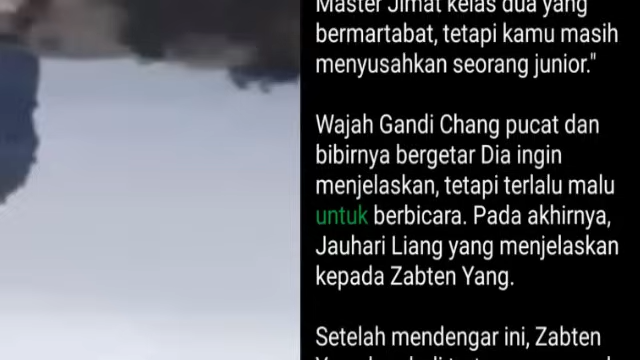 Master Jimat kelas dua yang
bermartabat, tetapi kamu masih
menyusahkan seorang junior."
Wajah Gandi Chang pucat dan
bibirnya bergetar Dia ingin
menjelaskan, tetapi terlalu malu
untuk berbicara. Pada akhirnya,
Jauhari Liang yang menjelaskan
kepada Zabten Yang.
Setelah mendengar ini, Zabten